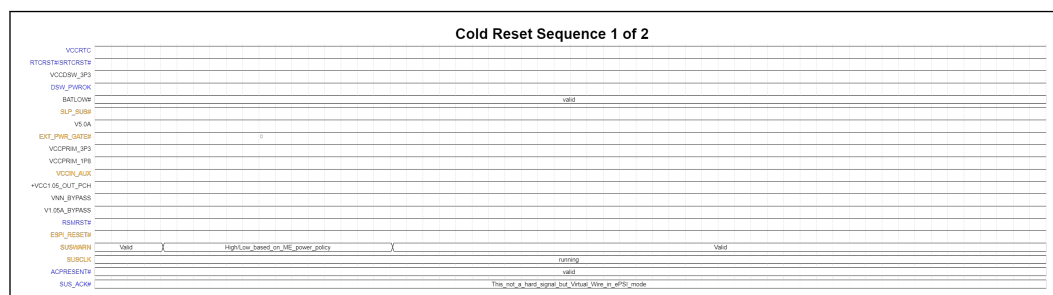 Cold Reset Sequence 1 of 2
VCCRTC
RTCRST#\SRTCRST#
VCCDSW_3P3
DSW_PWROK
BATLOW# valid
SLP_SUS#
V5.0A
EXT_PWR_GATE#
VCCPRIM_3P3
VCCPRIM_1P8
VCCIN_AUX
+VCC1.05_OUT_PCH
VNN_BYPASS
V1.05A_BYPASS
RSMRST#
ESPI_RESET#
SUSWARN Valid High/Low_based_on_ME_power_policy Valid
SUSCLK running
ACPRESENT# valid
SUS_ACK# This_not_a_hard_signal_but_Virtual_Wire_in_ePSI_mode